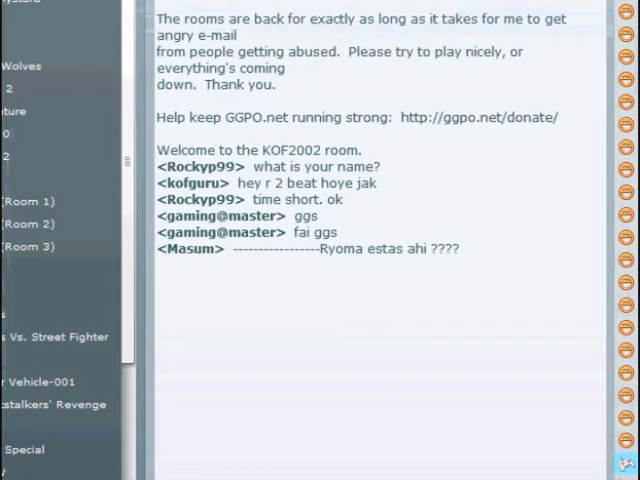 The rooms are back for exactly as long as it takes for me to get
angry e-mail
from people getting abused. Please try to play nicely, or
everything's coming
down. Thank you.
Help keep GGPO.net running strong: http://ggpo.net/donate/
Welcome to the KOF2002 room.
<Rockyp99> what is your name?
<kofguru> hey r 2 beat hoye jak
<Rockyp99> time short. ok
<gaming@master> ggs
<gaming@master> fai ggs
<Masum> -----------------Ryoma estas ahi ????
Wolves
2
ture
0
2
(Room 1)
(Room 2)
(Room 3)
s
s Vs. Street Fighter
r Vehicle-001
tstalkers' Revenge
Special